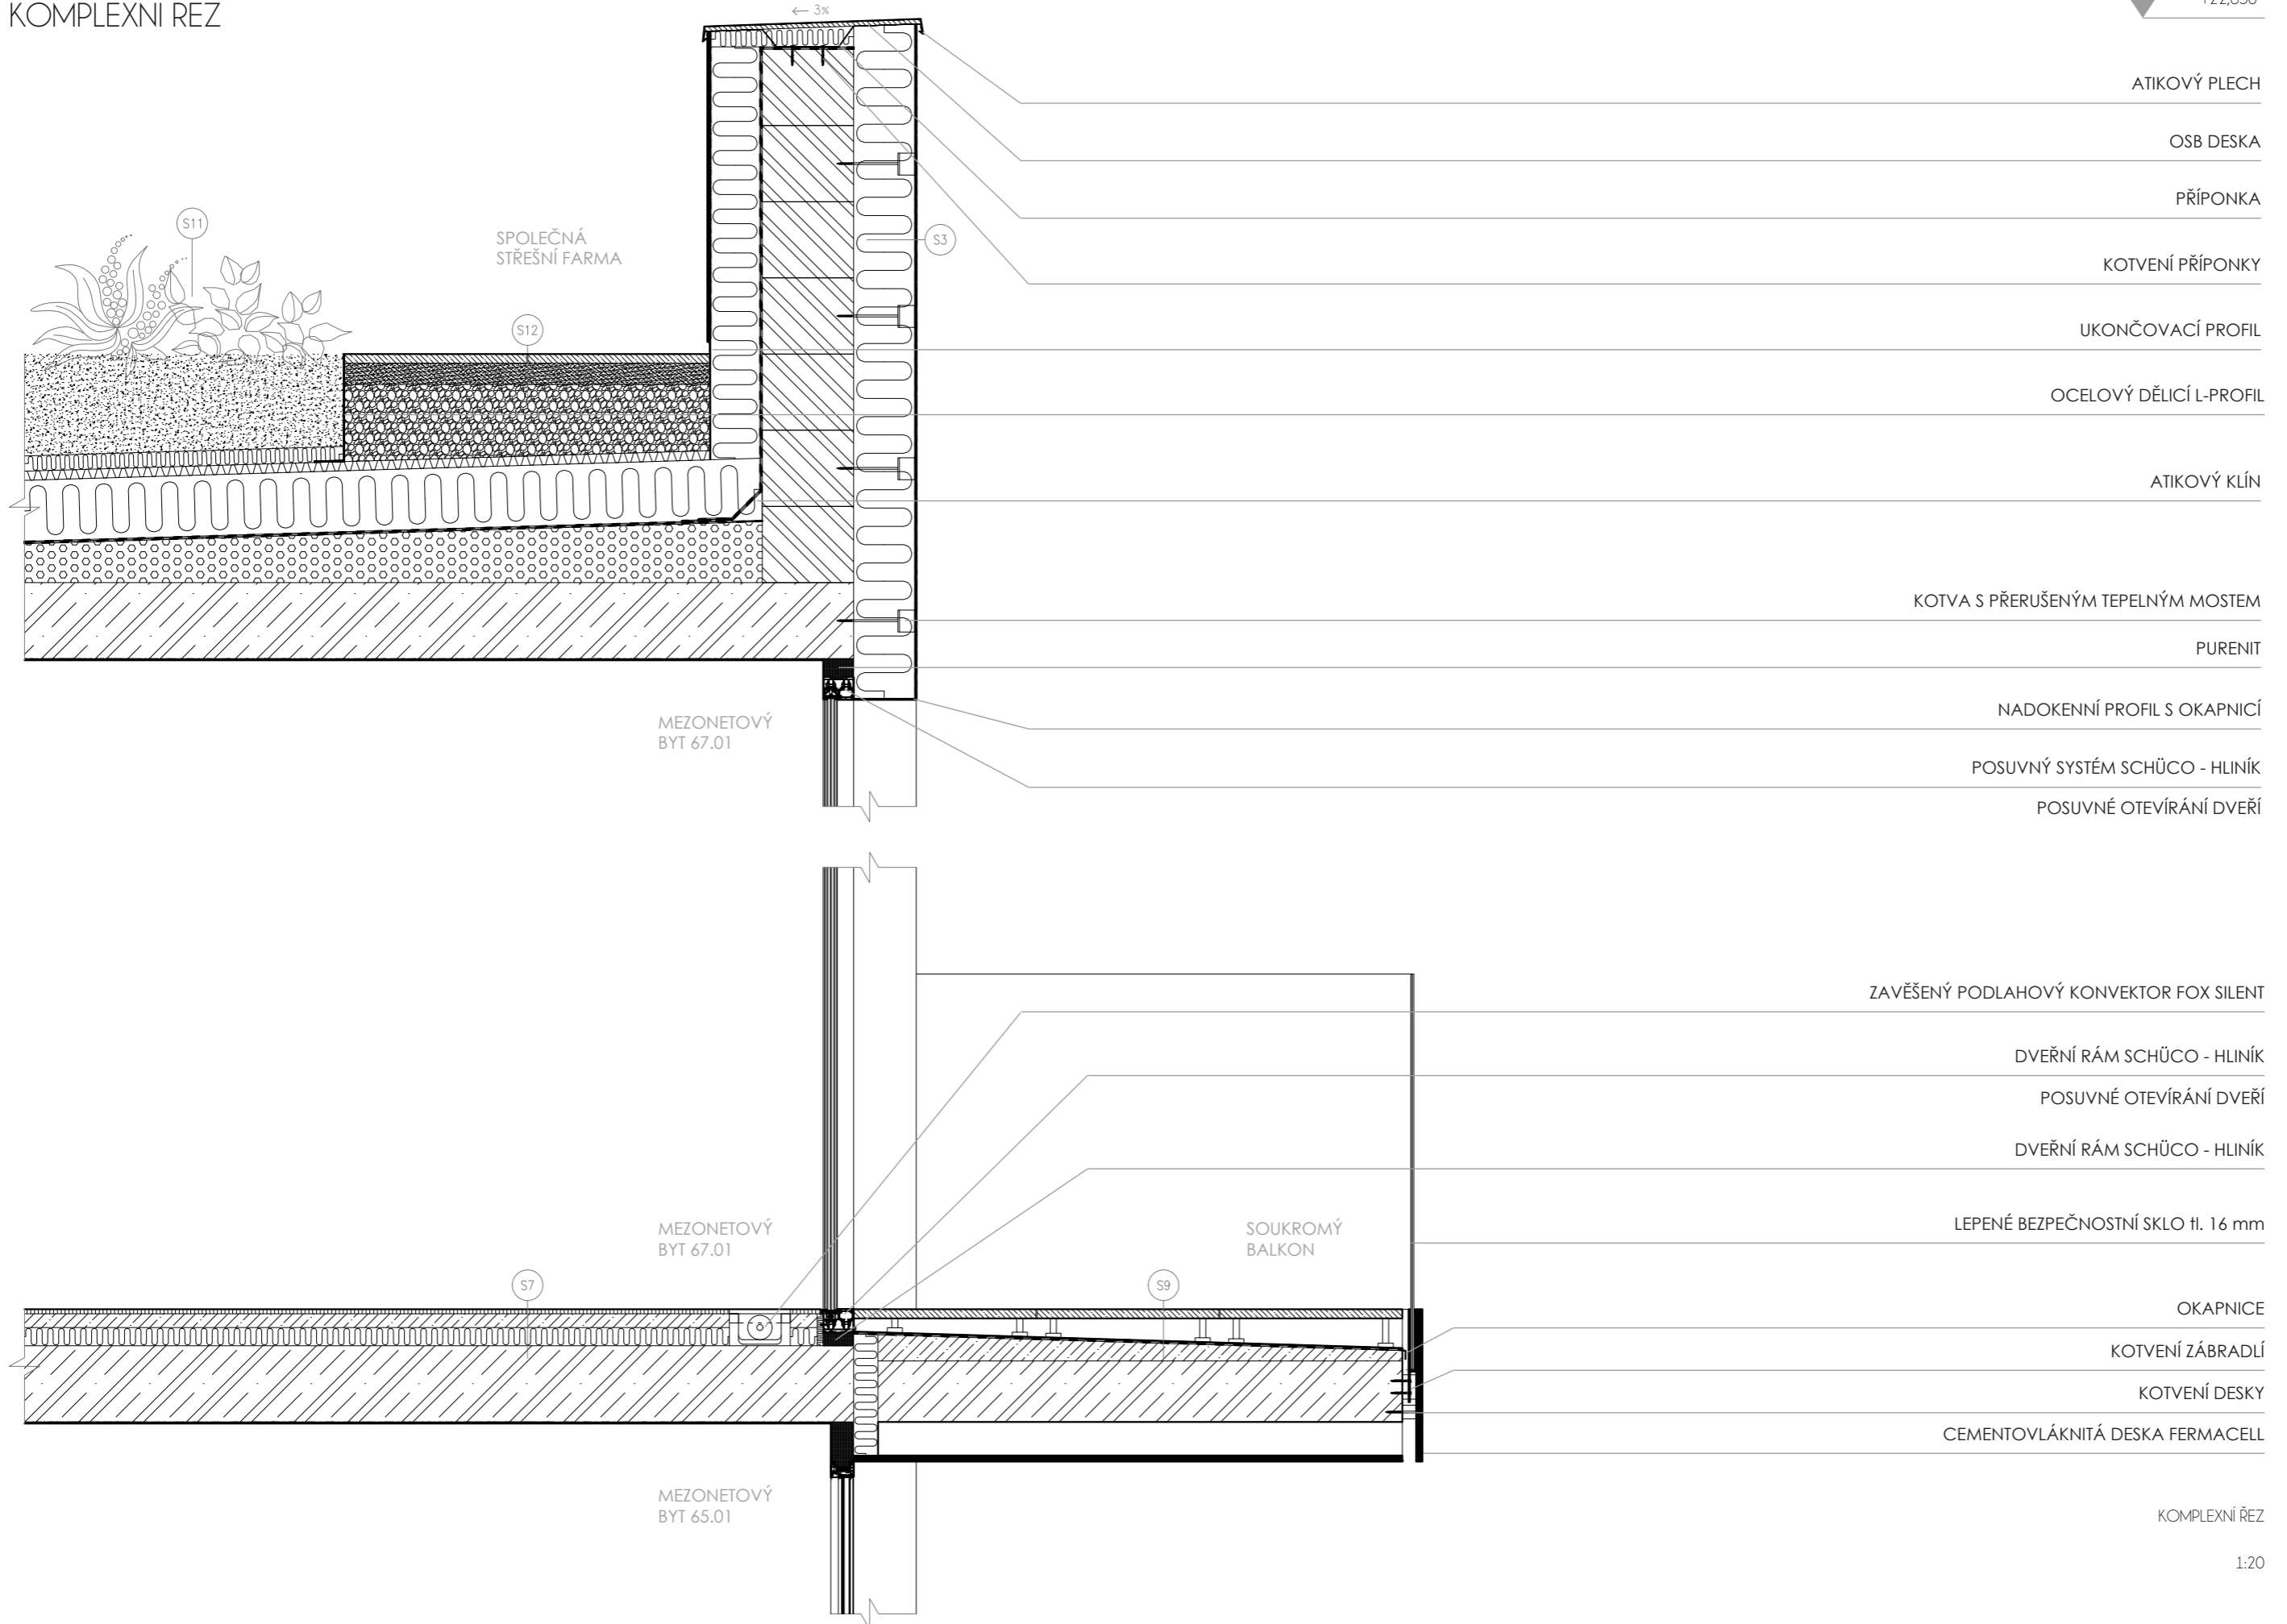 KOMPLEXNÍ ŘEZ
← 3%
ATIKOVÝ PLECH
OSB DESKA
PŘÍPONKA
S11
SPOLEČNÁ
STŘEŠNÍ FARMA
S3
KOTVENÍ PŘÍPONKY
S12
UKONČOVACÍ PROFIL
OCELOVÝ DĚLICÍ L-PROFIL
ATIKOVÝ KLÍN
KOTVA S PŘERUŠENÝM TEPELNÝM MOSTEM
PURENIT
MEZONETOVÝ
BYT 67.01
NADOKENNÍ PROFIL S OKAPNICÍ
POSUVNÝ SYSTÉM SCHÜCO - HLINÍK
POSUVNÉ OTEVÍRÁNÍ DVEŘÍ
ZAVĚŠENÝ PODLAHOVÝ KONVEKTOR FOX SILENT
DVEŘNÍ RÁM SCHÜCO - HLINÍK
POSUVNÉ OTEVÍRÁNÍ DVEŘÍ
DVEŘNÍ RÁM SCHÜCO - HLINÍK
MEZONETOVÝ
BYT 67.01
SOUKROMÝ
BALKON
LEPENÉ BEZPEČNOSTNÍ SKLO tl. 16 mm
S7
S9
OKAPNICE
KOTVENÍ ZÁBRADLÍ
KOTVENÍ DESKY
CEMENTOVLÁKNITÁ DESKA FERMACELL
MEZONETOVÝ
BYT 65.01
KOMPLEXNÍ ŘEZ
1:20